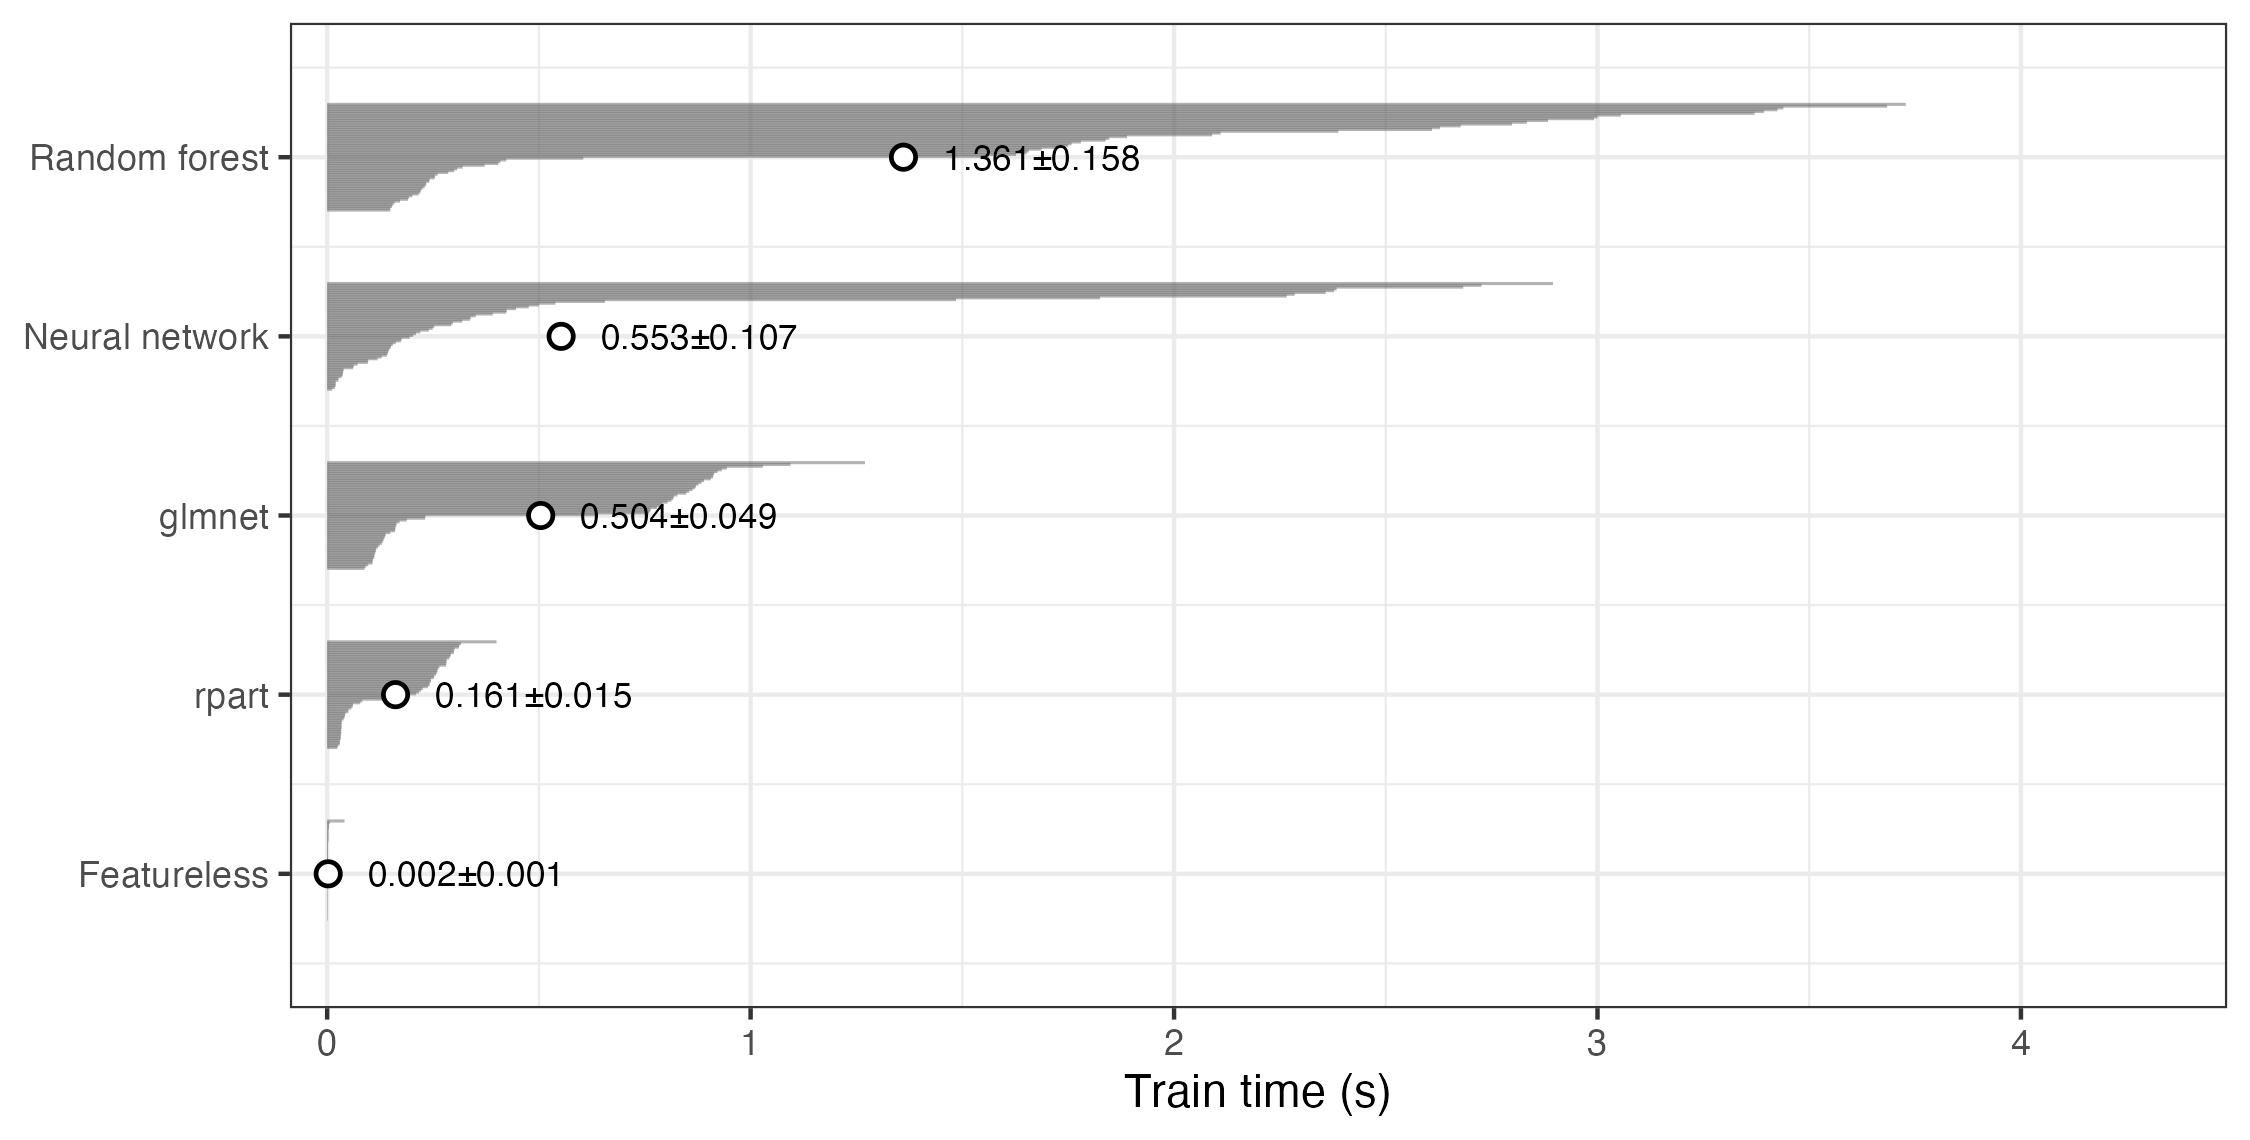 Random forest
1.361±0.158
Neural network
0.553±0.107
glmnet
0.504±0.049
rpart
0.161±0.015
Featureless
0.002±0.001
0 1 2 3 4
Train time (s)